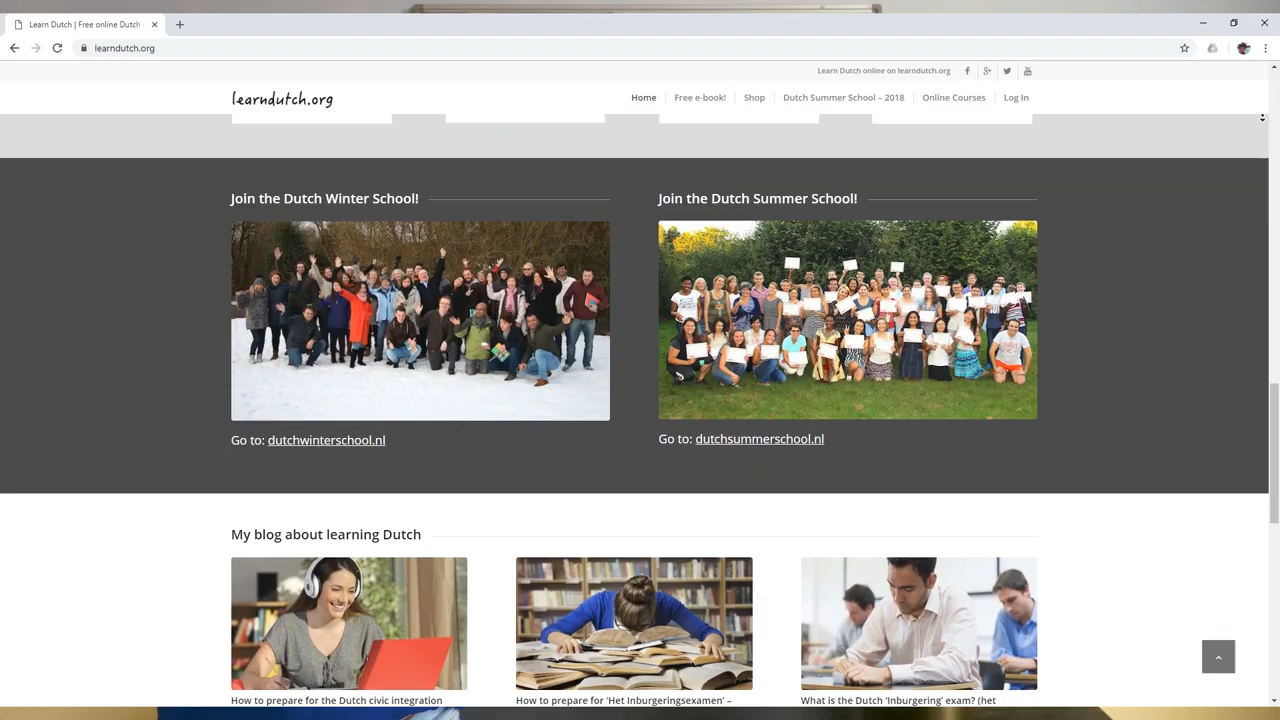 Learn Dutch | Free online Dutch
learndutch.org
Learn Dutch online on learndutch.org
learndutch.org
Home
Free e-book!
Shop
Dutch Summer School – 2018
Online Courses
Log In
Join the Dutch Winter School!
Join the Dutch Summer School!
Go to: dutchwinterschool.nl
Go to: dutchsummerschool.nl
My blog about learning Dutch
How to prepare for the Dutch civic integration
How to prepare for ‘Het Inburgeringsexamen’ –
What is the Dutch ‘Inburgering’ exam? (het